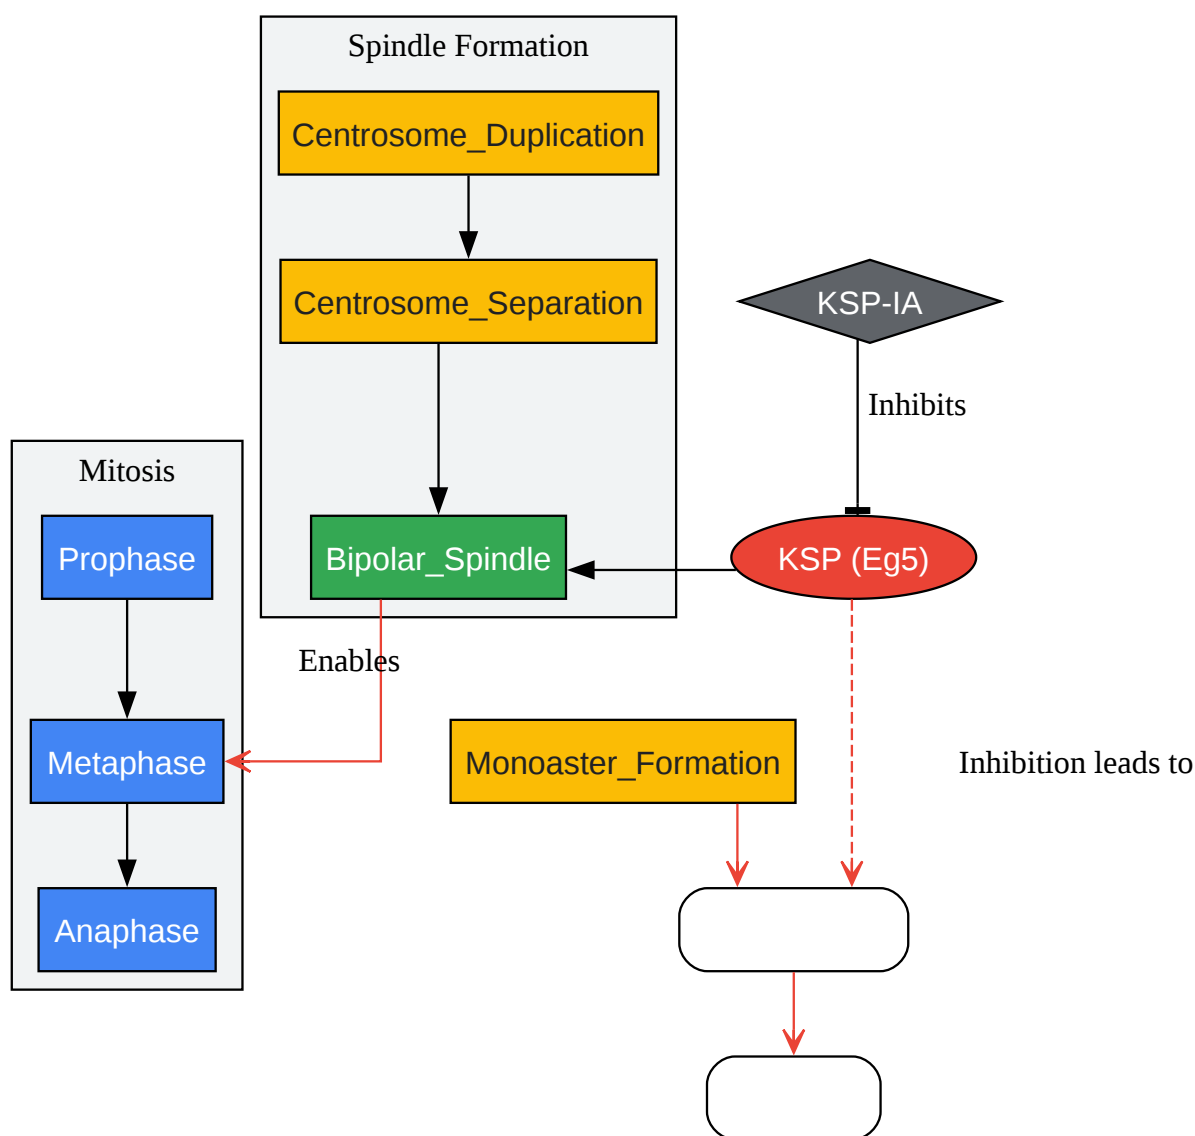 Spindle Formation
Centrosome_Duplication
Centrosome_Separation
KSP-IA
Inhibits
Mitosis
Prophase
Bipolar_Spindle
KSP (Eg5)
Enables
Metaphase
Monoaster_Formation
Inhibition leads to
Anaphase